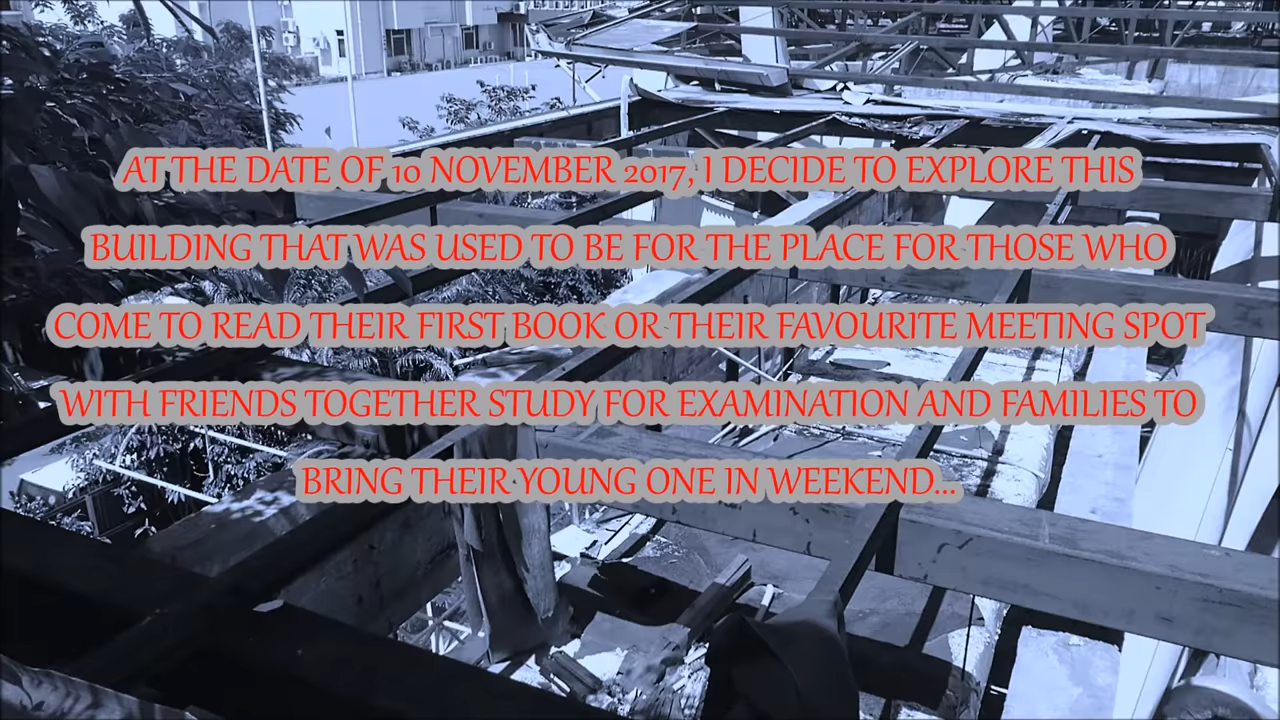 AT THE DATE OF 10 NOVEMBER 2017, I DECIDE TO EXPLORE THIS
BUILDING THAT WAS USED TO BE FOR THE PLACE FOR THOSE WHO
COME TO READ THEIR FIRST BOOK OR THEIR FAVOURITE MEETING SPOT
WITH FRIENDS TOGETHER STUDY FOR EXAMINATION AND FAMILIES TO
BRING THEIR YOUNG ONE IN WEEKEND...